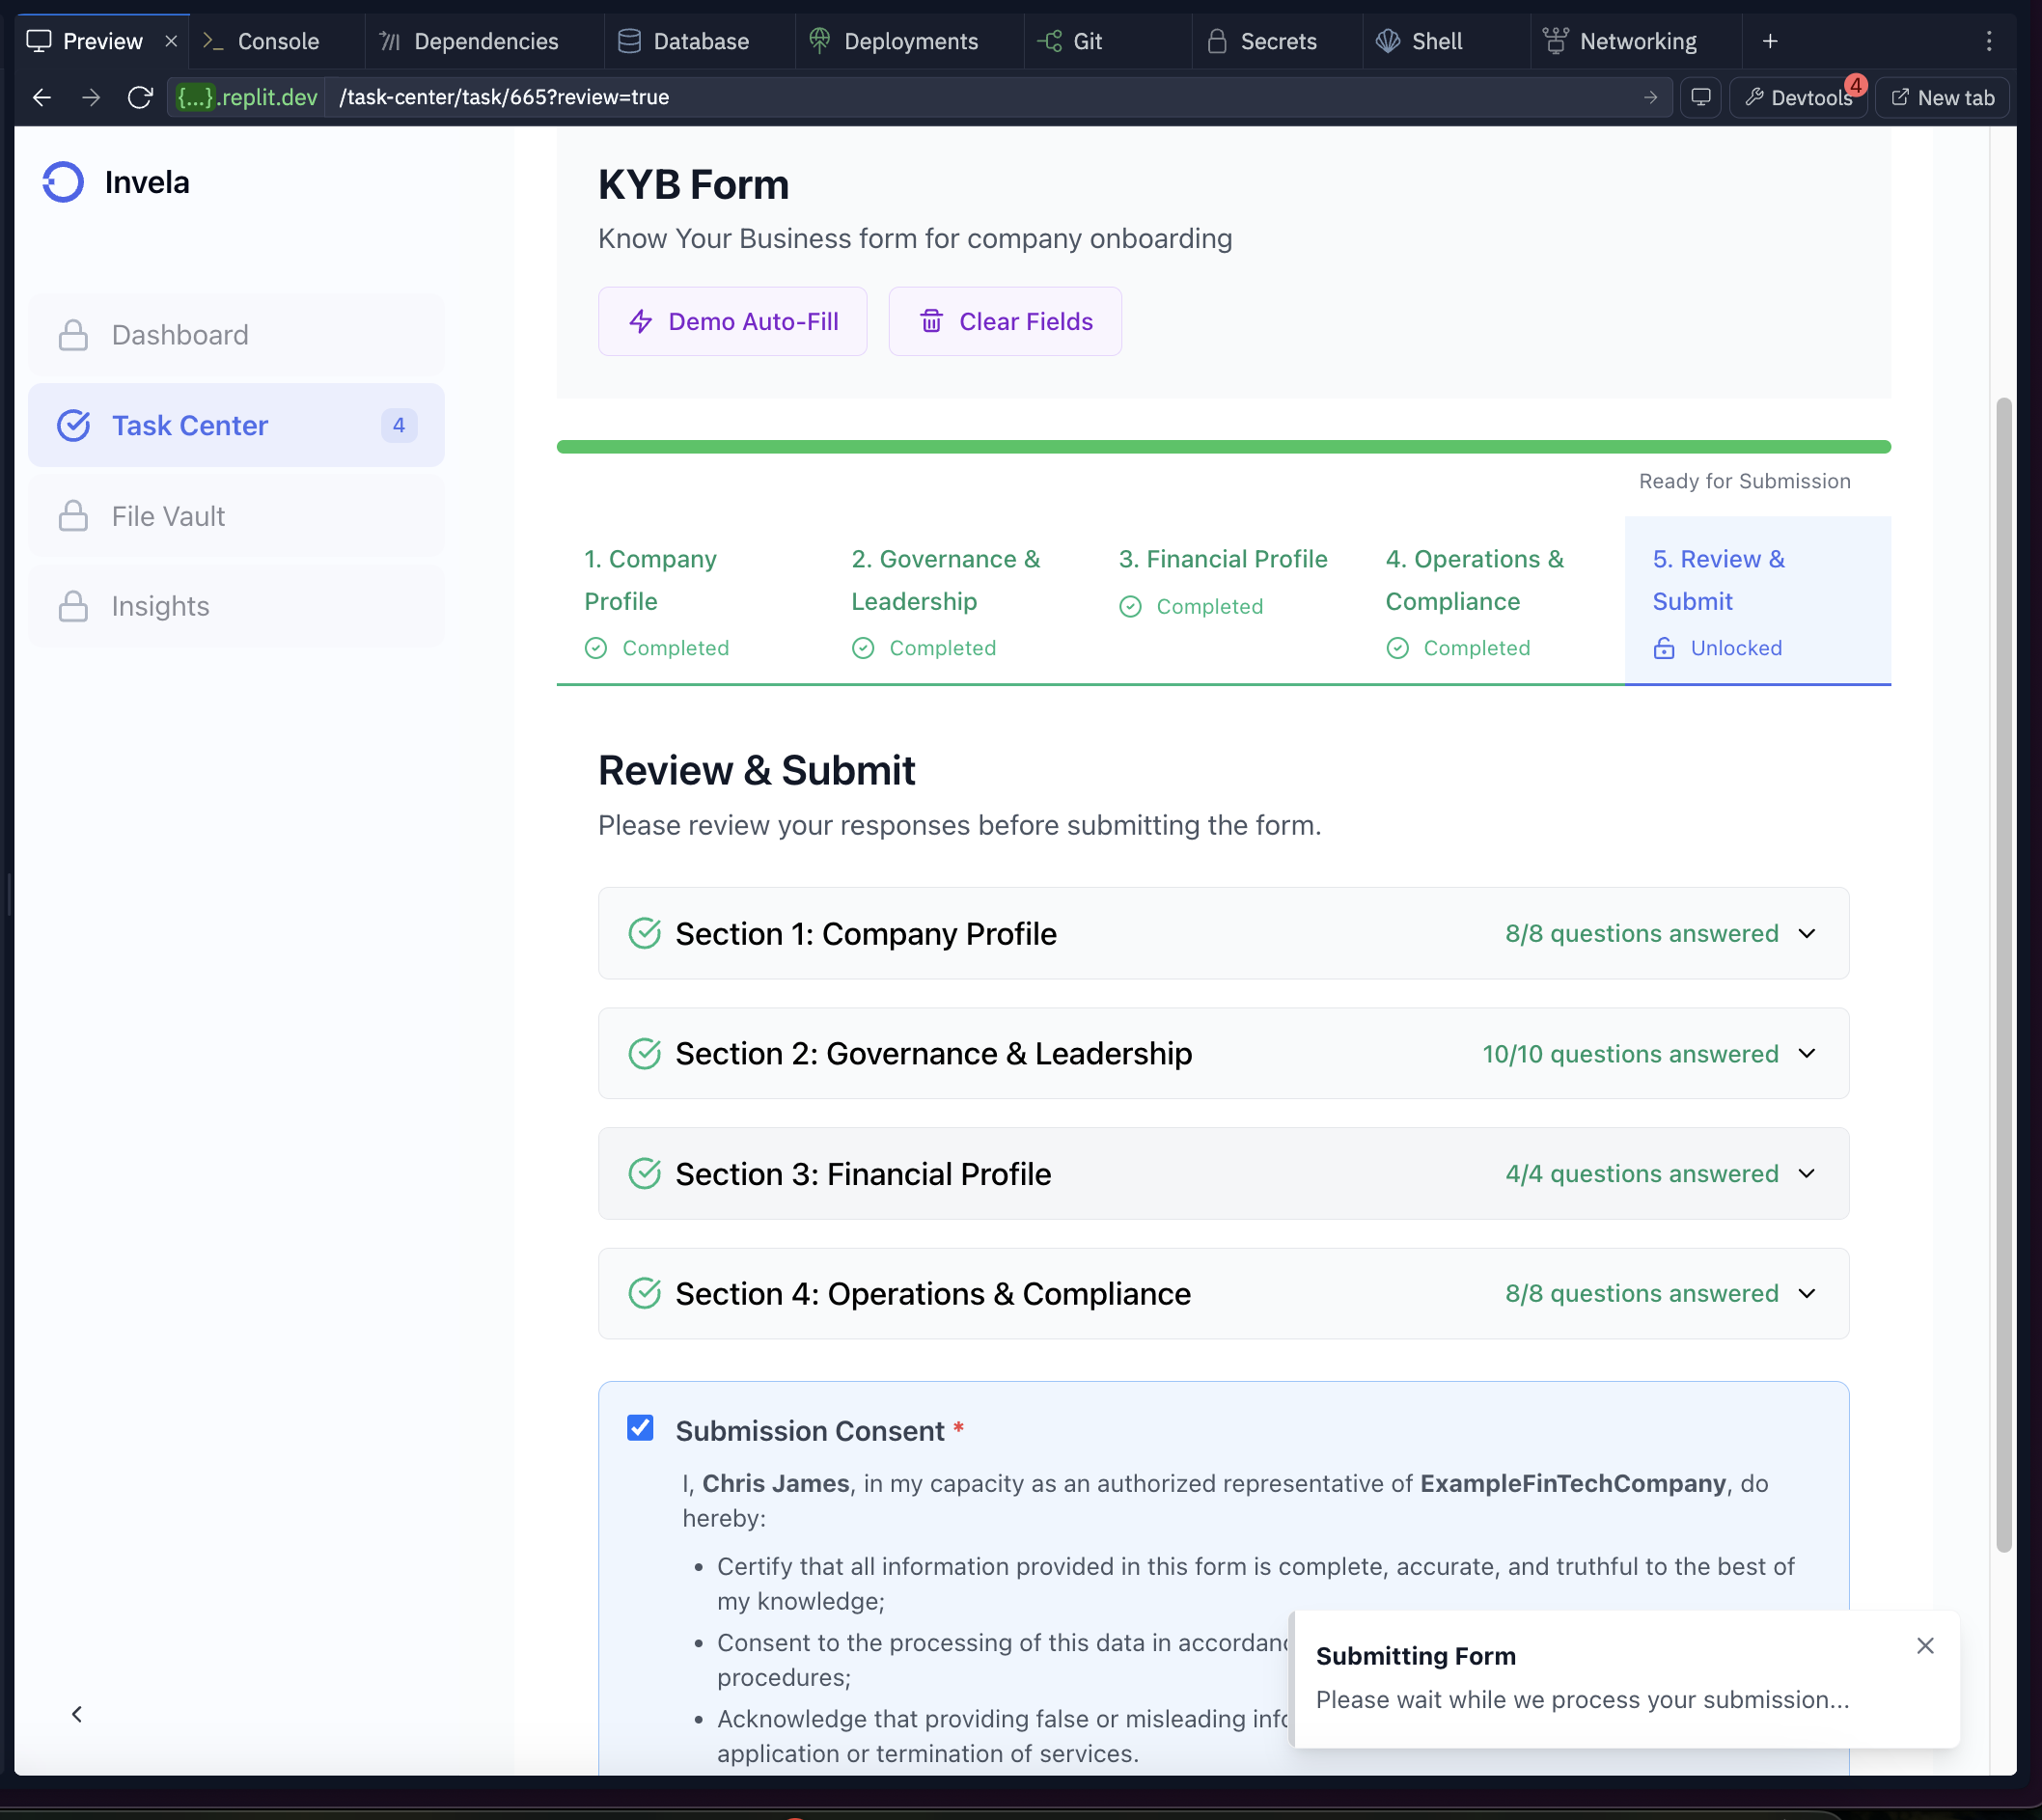 Preview
Console
Dependencies
Database
Deployments
Git
Secrets
Shell
Networking
{...}.replit.dev
/task-center/task/665?review=true
Devtools
4
New tab
Invela
Dashboard
Task Center
4
File Vault
Insights
KYB Form
Know Your Business form for company onboarding
Demo Auto-Fill
Clear Fields
Ready for Submission
1. Company
Profile
Completed
2. Governance &
Leadership
Completed
3. Financial Profile
Completed
4. Operations &
Compliance
Completed
5. Review &
Submit
Unlocked
Review & Submit
Please review your responses before submitting the form.
Section 1: Company Profile
8/8 questions answered
Section 2: Governance & Leadership
10/10 questions answered
Section 3: Financial Profile
4/4 questions answered
Section 4: Operations & Compliance
8/8 questions answered
Submission Consent *
I, Chris James, in my capacity as an authorized representative of ExampleFinTechCompany, do
hereby:
• Certify that all information provided in this form is complete, accurate, and truthful to the best of
my knowledge;
• Consent to the processing of this data in
procedures;
• Acknowledge that providing false or misleading
application or termination of services.
Submitting Form
Please wait while we process your submission...